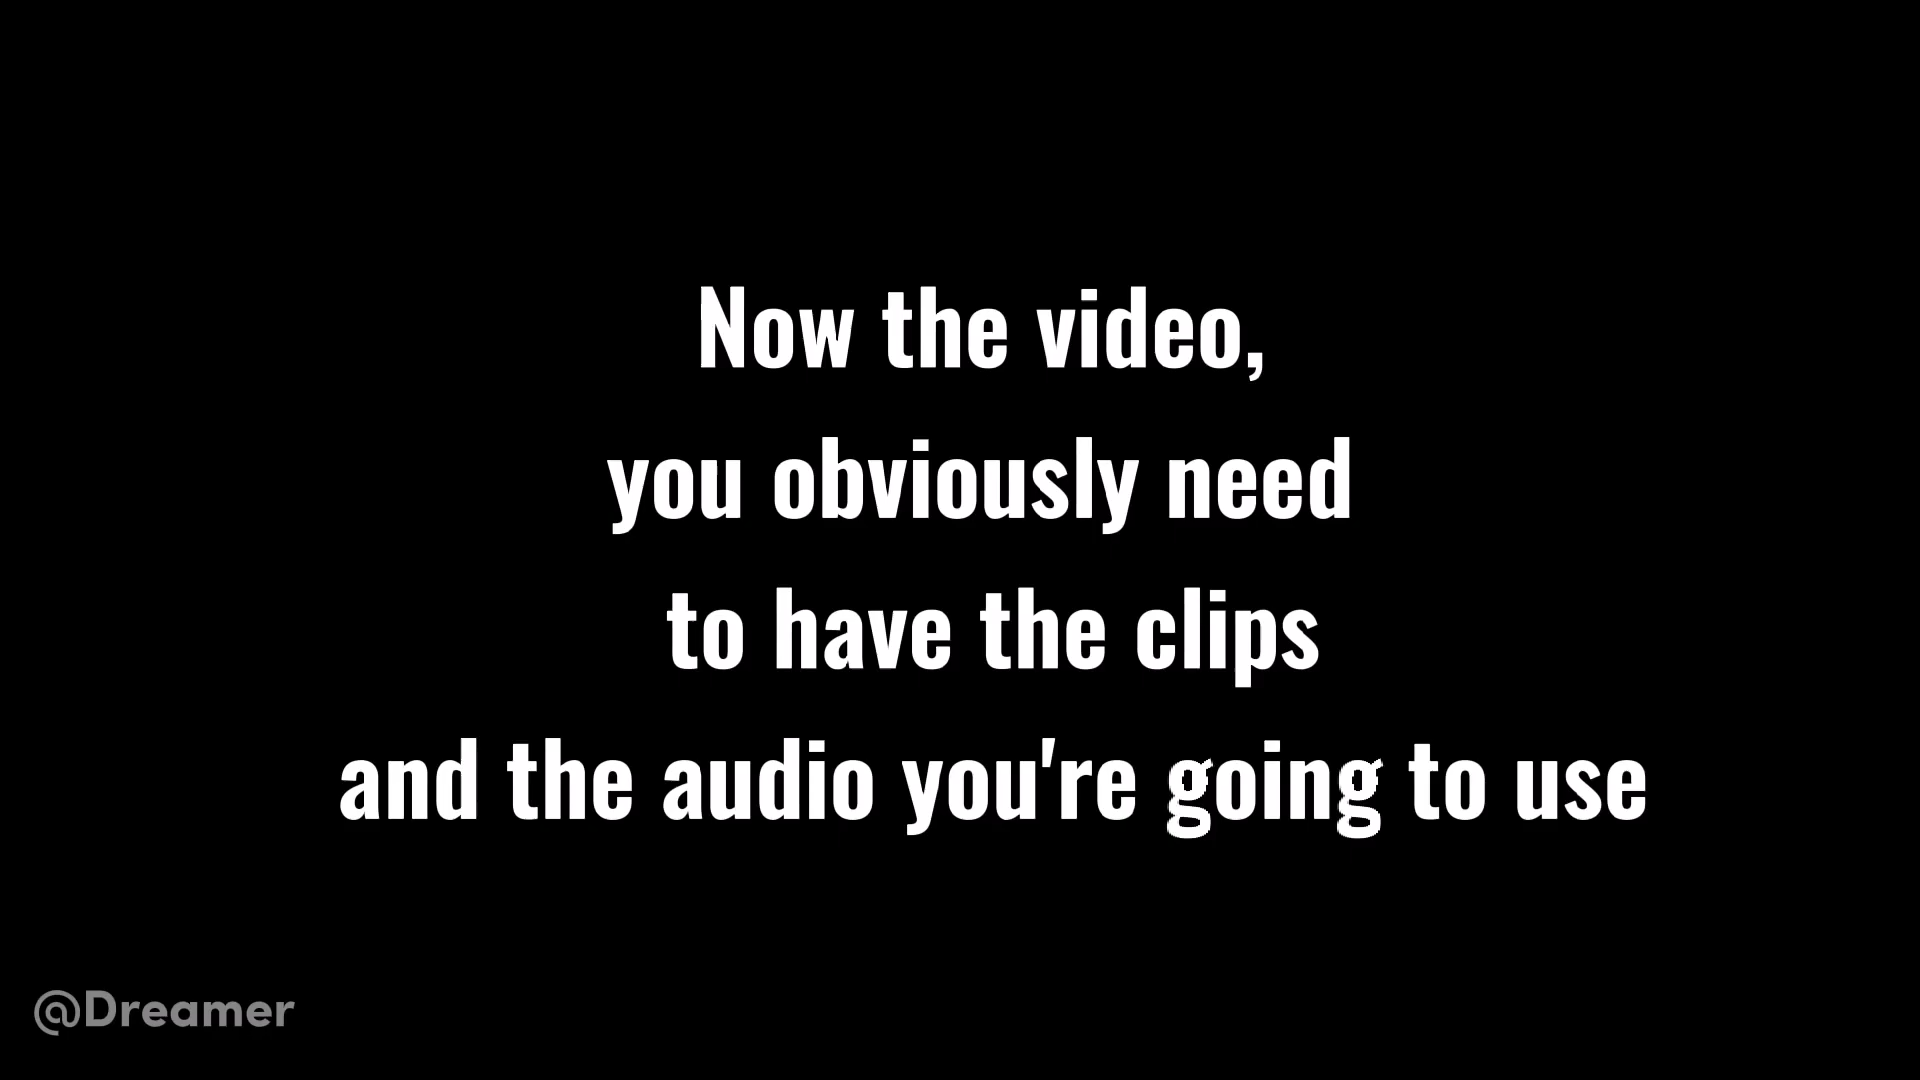 Now the video,
you obviously need
to have the clips
and the audio you're going to use
@Dreamer